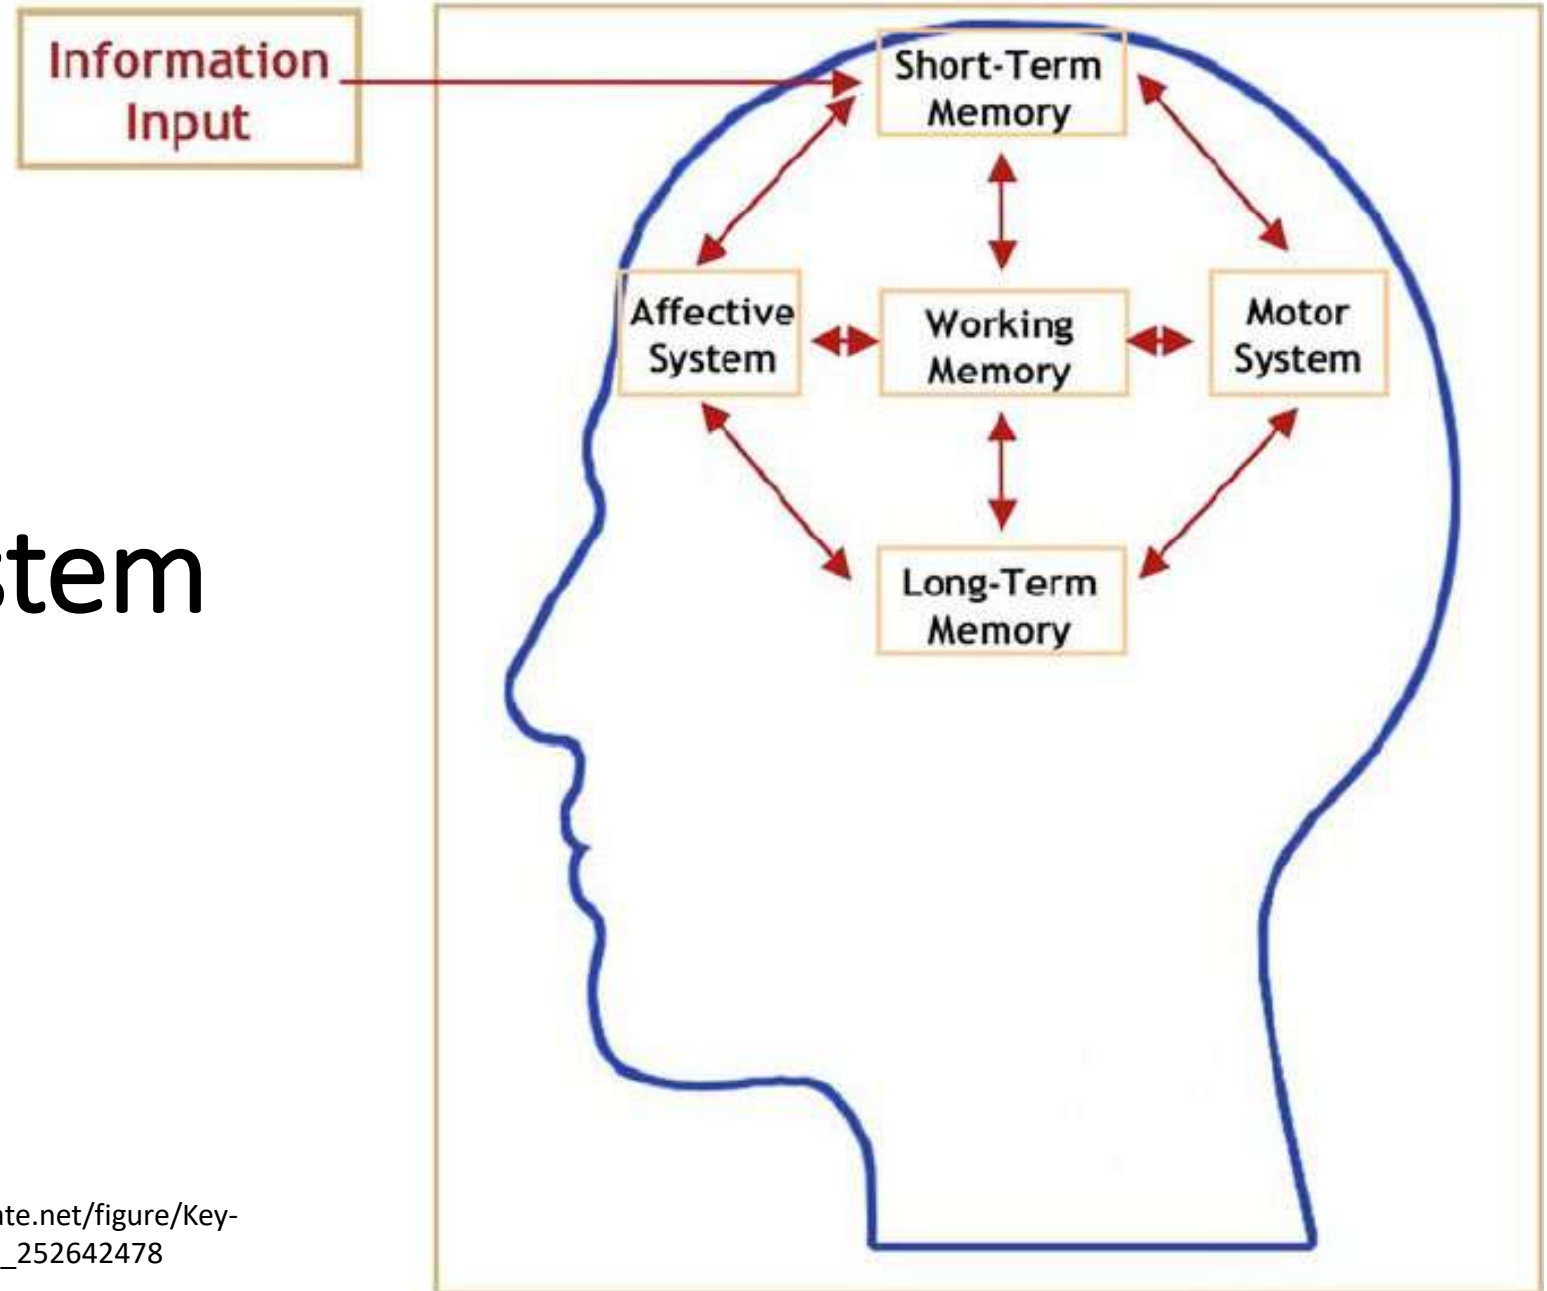 Information
Input
Short-Term
Memory
Affective
System
Working
Memory
Motor
System
Long-Term
Memory
stem
ate.net/figure/Key-
_252642478